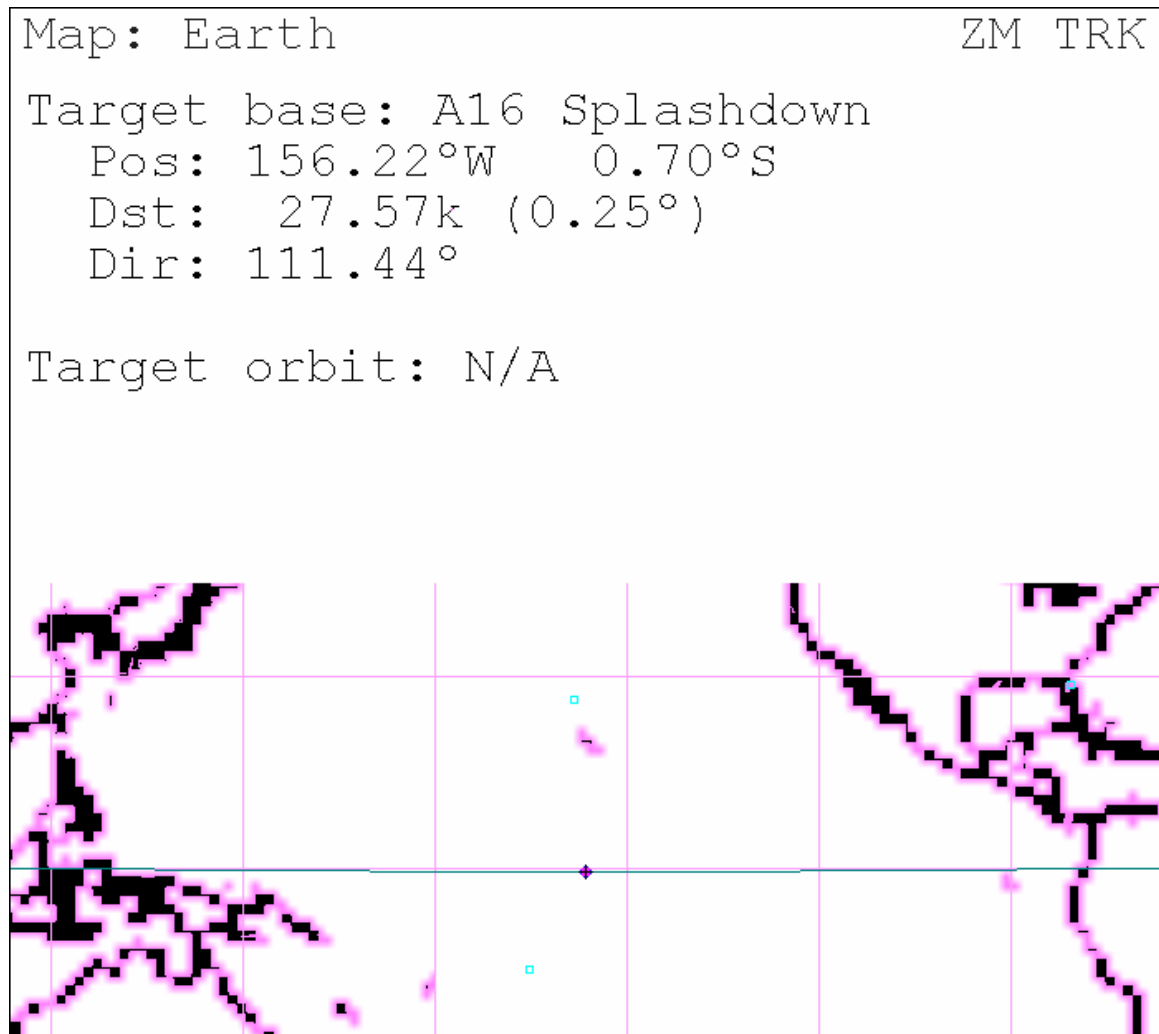 Map: Earth ZM TRK
Target base: A16 Splashdown
Pos: 156.22°W 0.70°S
Dst: 27.57k (0.25°)
Dir: 111.44°
Target orbit: N/A